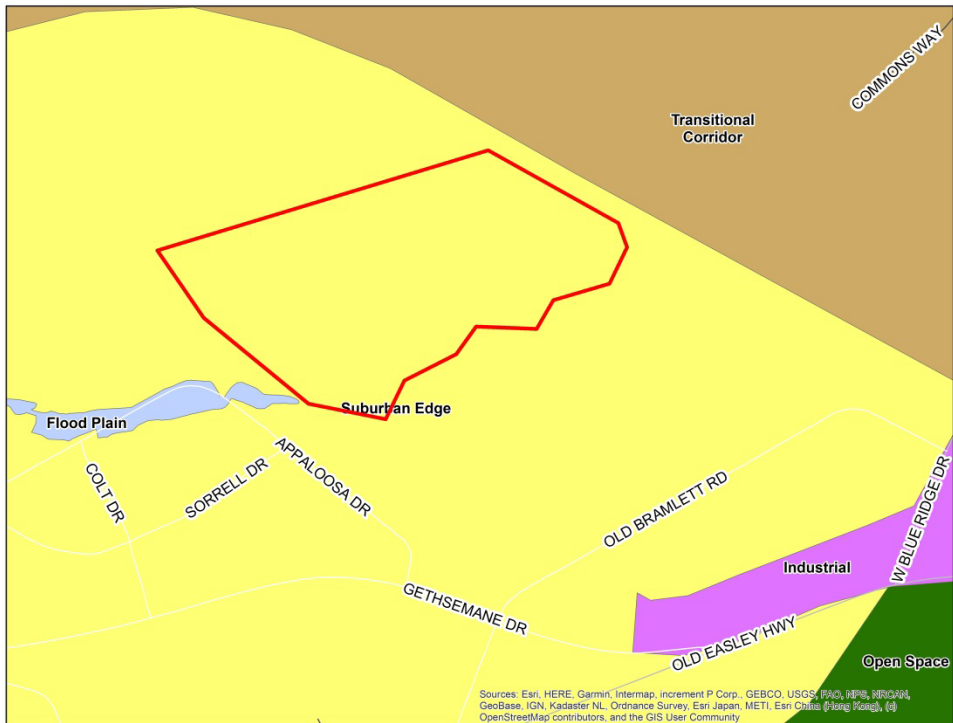 COMMONS WAY
Transitional
Corridor
Suburban Edge
Flood Plain
COLT DR
SORRELL DR
APPALOOSA DR
OLD BRAMLETT RD
W BLUE RIDGE DR
Industrial
GETHSEMANE DR
OLD EASLEY HWY
Open Space
Sources: Esri, HERE, Garmin, Intermap, increment P Corp., GEBCO, USGS, FAO, NPS, NRCAN,
GeoBase, IGN, Kadaster NL, Ordnance Survey, Esri Japan, METI, Esri China (Hong Kong), (c)
OpenStreetMap contributors, and the GIS User Community